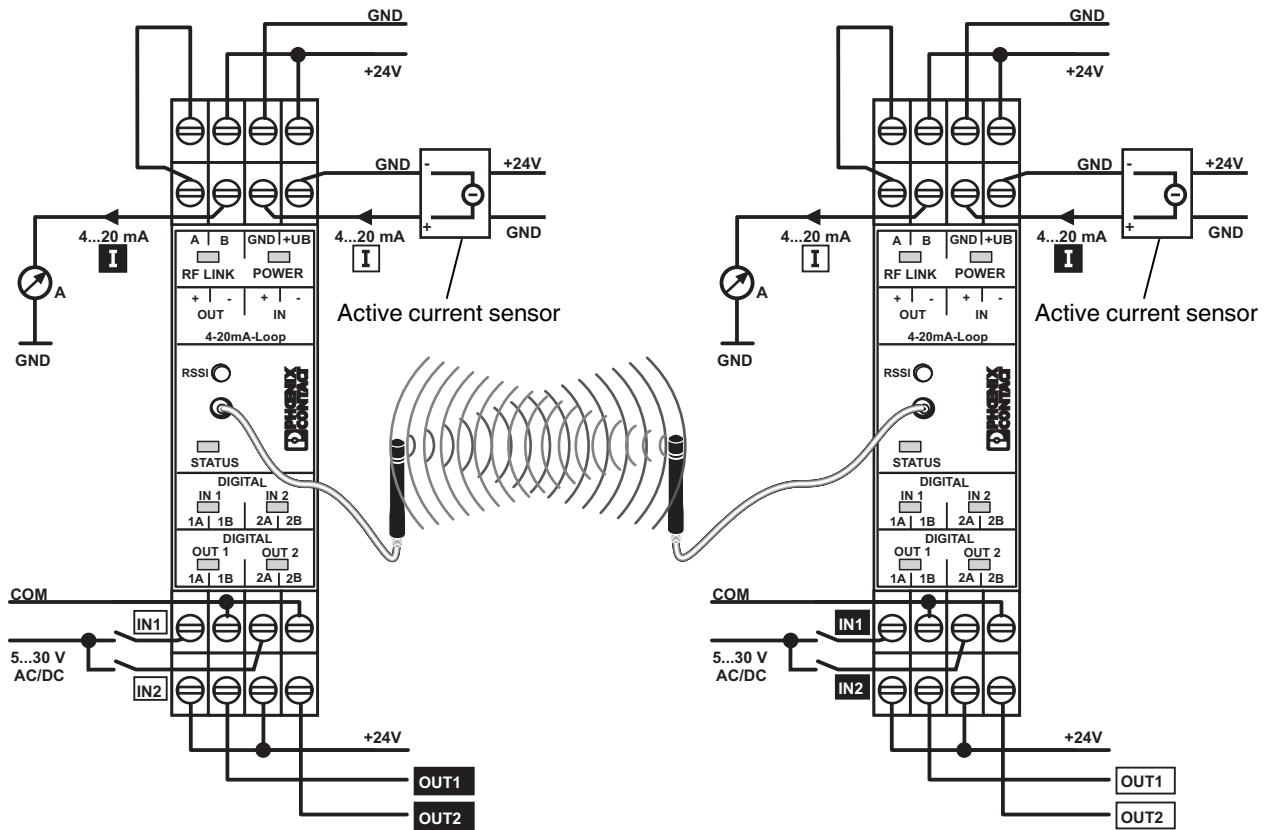 GND
+24V
GND
+24V
4...20 mA
I
4...20 mA
I
GND
A
GND
Active current sensor
A B GND +UB
RF LINK POWER
+ - + -
OUT IN
4-20mA-Loop
RSSI
PHŒNIX
CONTACT
STATUS
DIGITAL
IN 1 IN 2
1A 1B 2A 2B
DIGITAL
OUT 1 OUT 2
1A 1B 2A 2B
COM
IN1
5...30 V
AC/DC
IN2
+24V
OUT1
OUT2
-
+
GND
+24V
GND
+24V
4...20 mA
I
4...20 mA
I
GND
A
GND
Active current sensor
A B GND +UB
RF LINK POWER
+ - + -
OUT IN
4-20mA-Loop
RSSI
PHŒNIX
CONTACT
STATUS
DIGITAL
IN 1 IN 2
1A 1B 2A 2B
DIGITAL
OUT 1 OUT 2
1A 1B 2A 2B
COM
IN1
5...30 V
AC/DC
IN2
+24V
OUT1
OUT2
-
+